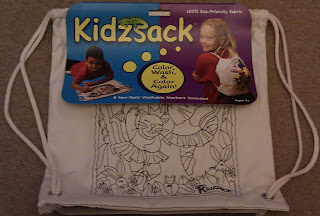 100% Eco-Friendly Fabric
Kidzsack
Color,
Wash,
&
Color
Again!
6 Non-Toxic Washable Markers Included